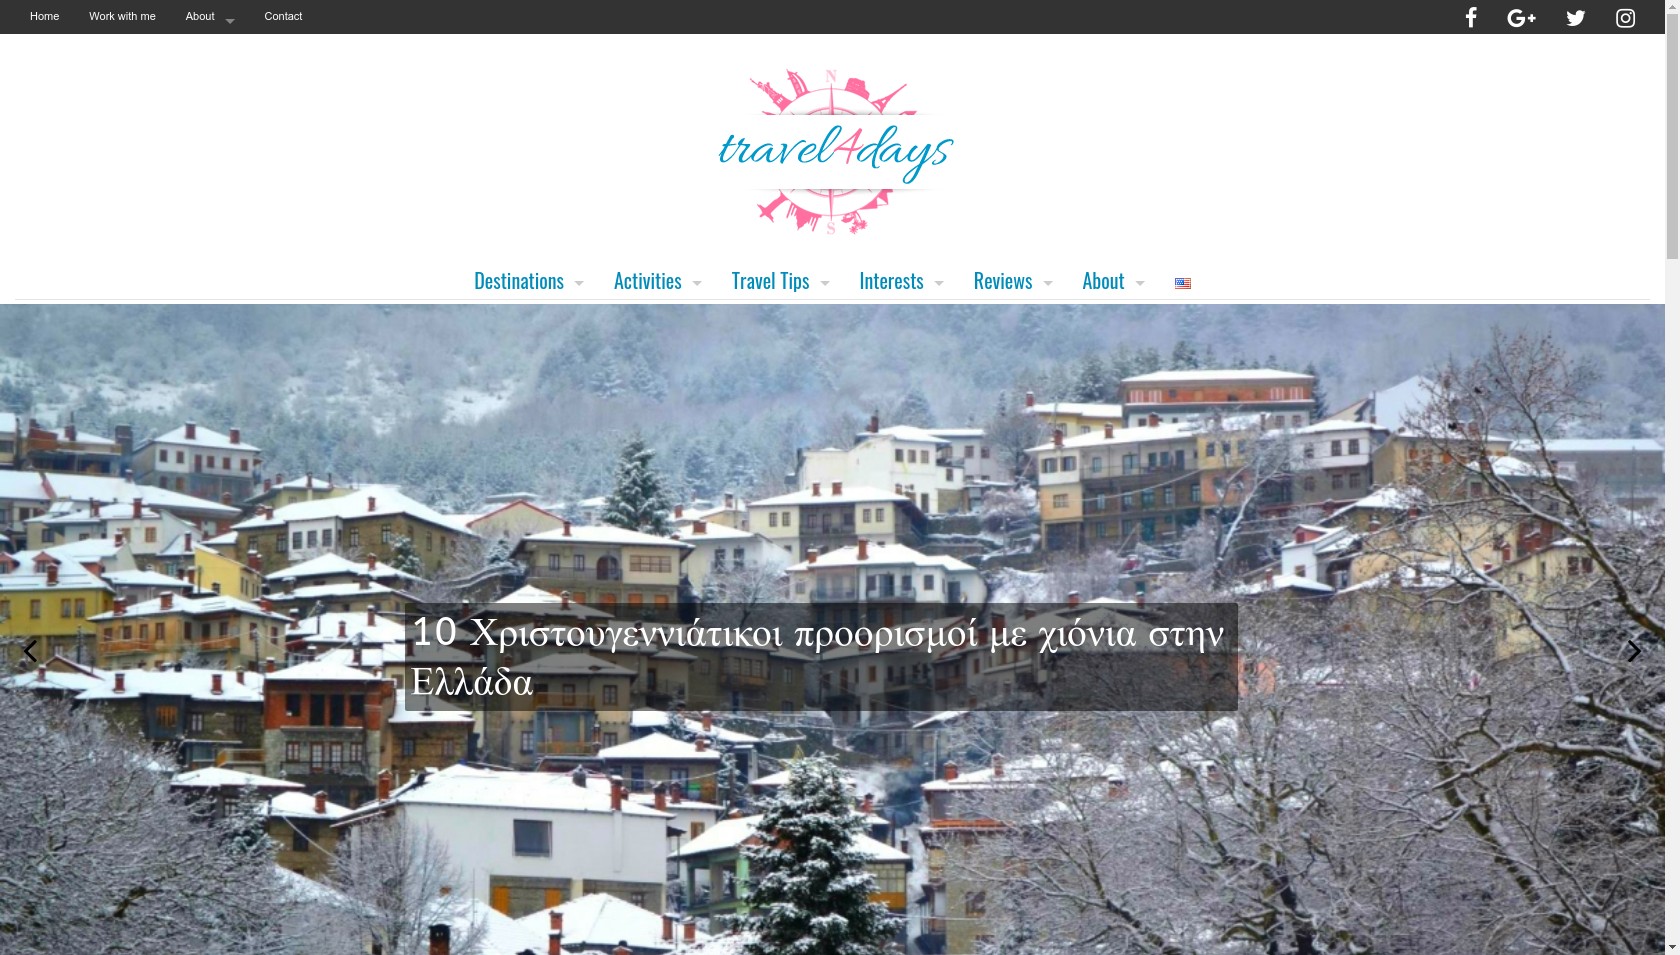 Home Work with me About Contact
N
travel4days
S
Destinations Activities Travel Tips Interests Reviews About
10 Χριστουγεννιάτικοι προορισμοί με χιόνια στην
Ελλάδα